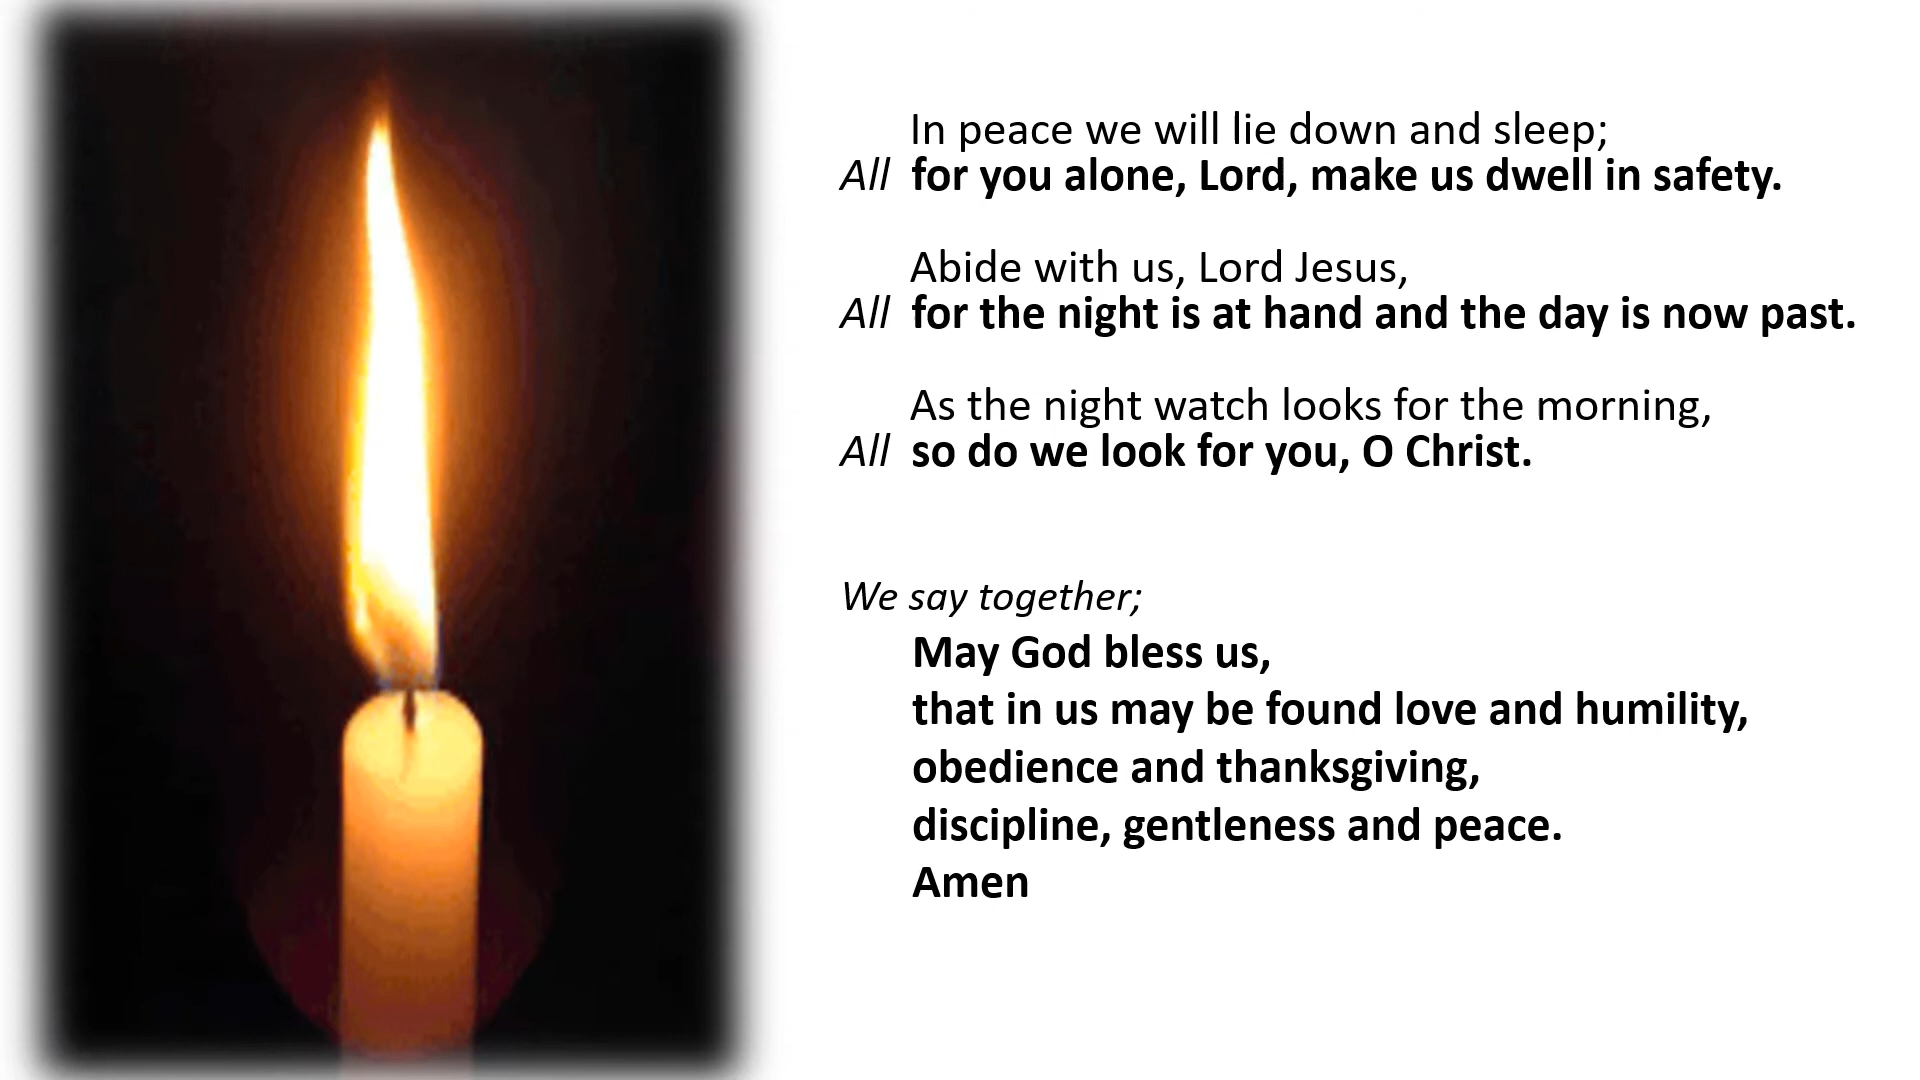 In peace we will lie down and sleep;
All for you alone, Lord, make us dwell in safety.
Abide with us, Lord Jesus,
All for the night is at hand and the day is now past.
As the night watch looks for the morning,
All so do we look for you, O Christ.
We say together;
May God bless us,
that in us may be found love and humility,
obedience and thanksgiving,
discipline, gentleness and peace.
Amen